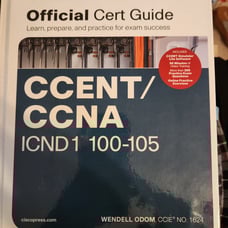 Official Cert Guide
Learn, prepare, and practice for exam success
CCENT/
CCNA
ICND1 100-105
ciscopress.com
WENDELL ODOM, CCIE® NO. 1624